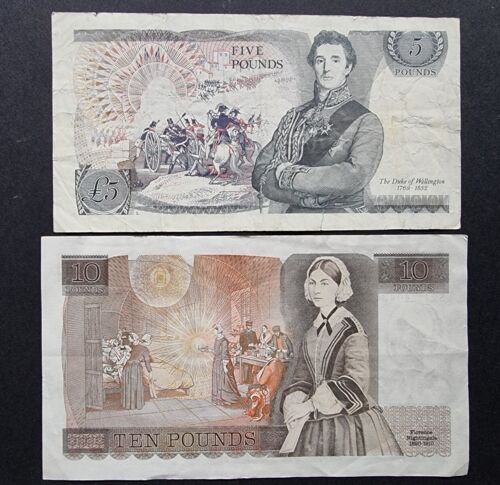 FIVE
POUNDS
5
POUNDS
The Duke of Wellington
1769 - 1852
£5
10
POUNDS
10
POUNDS
TEN POUNDS
Florence
Nightingale
1820-1910